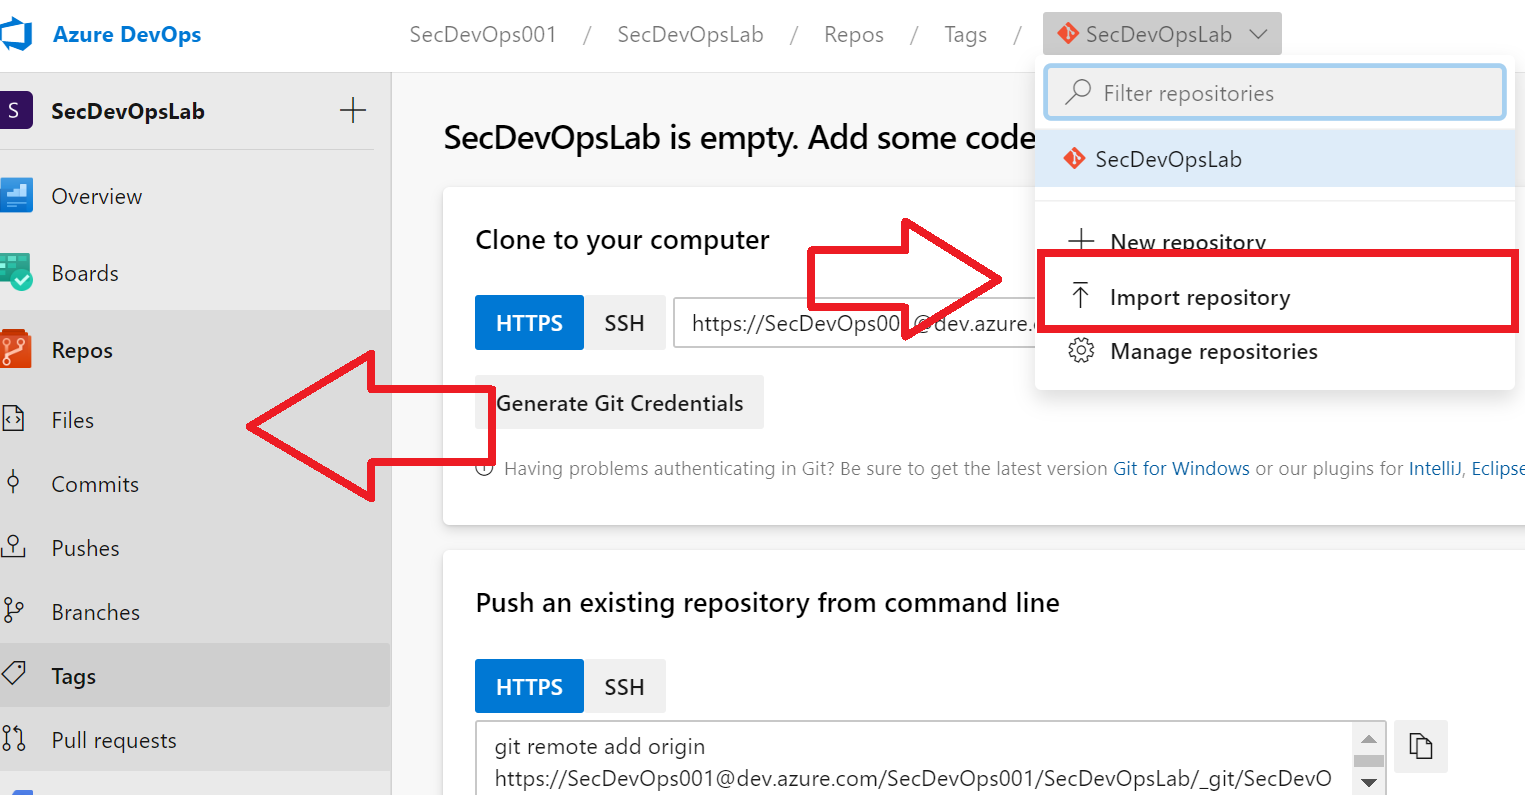 Azure DevOps
SecDevOps001 / SecDevOpsLab / Repos / Tags / SecDevOpsLab
Filter repositories
SecDevOpsLab
New repository
Import repository
Manage repositories
S SecDevOpsLab
Overview
Boards
Repos
Files
Commits
Pushes
Branches
Tags
Pull requests
SecDevOpsLab is empty. Add some code
Clone to your computer
HTTPS SSH https://SecDevOps00 @dev.azure.
Generate Git Credentials
Having problems authenticating in Git? Be sure to get the latest version Git for Windows or our plugins for IntelliJ, Eclipse
Push an existing repository from command line
HTTPS SSH
git remote add origin
https://SecDevOps001@dev.azure.com/SecDevOps001/SecDevOpsLab/_git/SecDevO